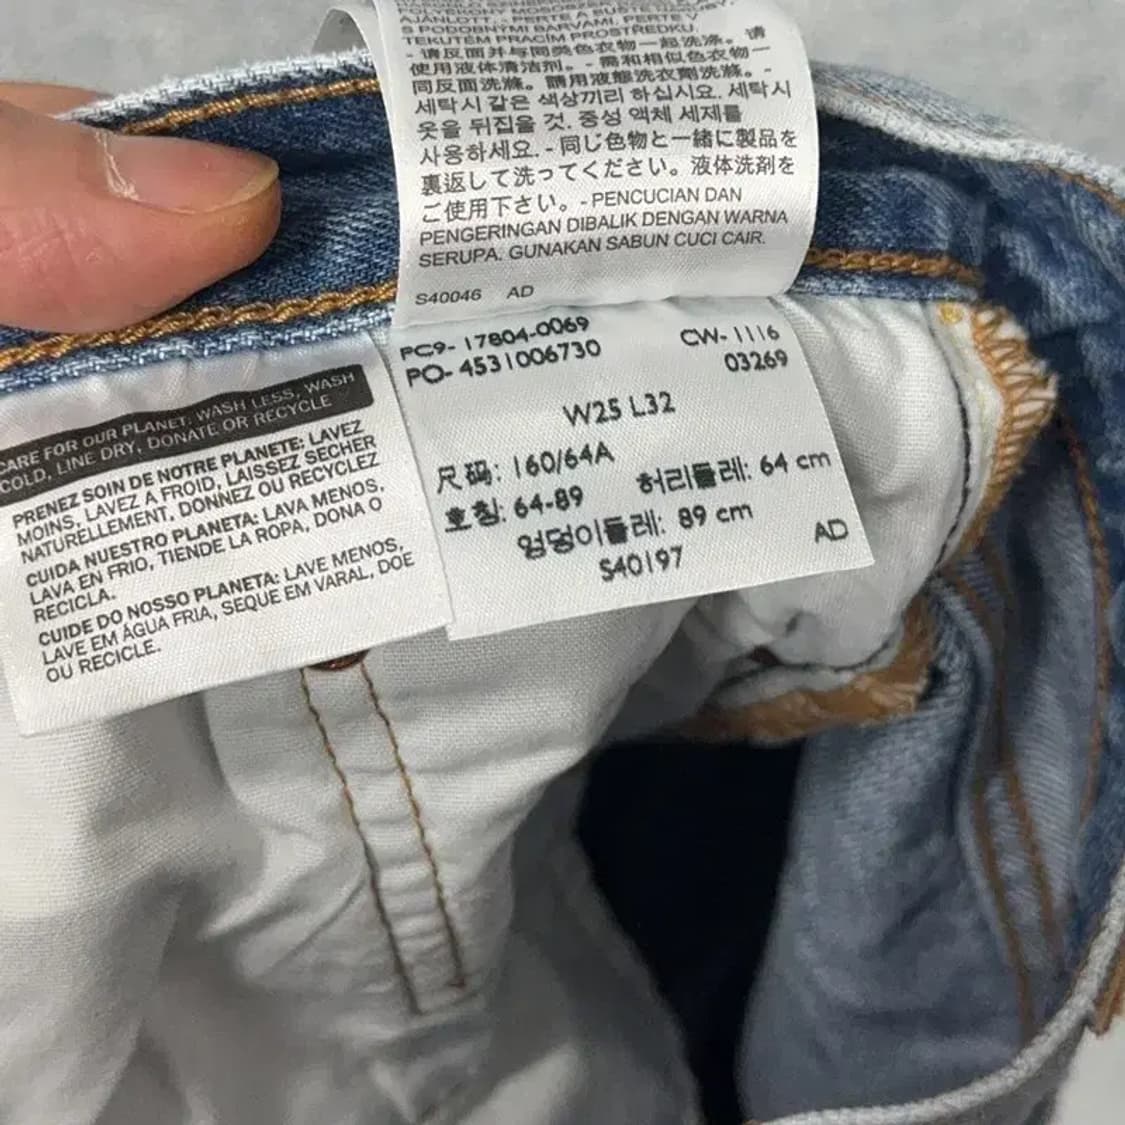 AJÁNLOTT.
S PODOBNÝMI BARVAMI. PERTE V
TEKUTÉM PRACÍM PROSTŘEDKU.
- 请反面并与同类色衣物一起洗涤。请
使用液体清洁剂。- 需和相似色衣物一
同反面洗滌。請用液態洗衣劑洗滌。-
세탁시 같은 색상끼리 하십시요. 세탁시
옷을 뒤집을 것. 중성 액체 세제를
사용하세요. - 同じ色物と一緒に製品を
裏返して洗ってください。液体洗剤を
ご使用下さい。- PENCUCIAN DAN
PENGERINGAN DIBALIK DENGAN WARNA
SERUPA. GUNAKAN SABUN CUCI CAIR.
S40046 AD
PC9- 17804-0069 CW- 1116
PO- 4531006730 03269
W25 L32
尺码: 160/64A
호칭: 64-89 허리둘레: 64 cm
엉덩이둘레: 89 cm
S40197 AD
CARE FOR OUR PLANET: WASH LESS, WASH
COLD, LINE DRY, DONATE OR RECYCLE
PRENEZ SOIN DE NOTRE PLANETE: LAVEZ
MOINS, LAVEZ A FROID, LAISSEZ SECHER
NATURELLEMENT, DONNEZ OU RECYCLEZ
CUIDA NUESTRO PLANETA: LAVA MENOS,
LAVA EN FRIO, TIENDE LA ROPA, DONA O
RECICLA.
CUIDE DO NOSSO PLANETA: LAVE MENOS,
LAVE EM ÁGUA FRIA, SEQUE EM VARAL, DOE
OU RECICLE.